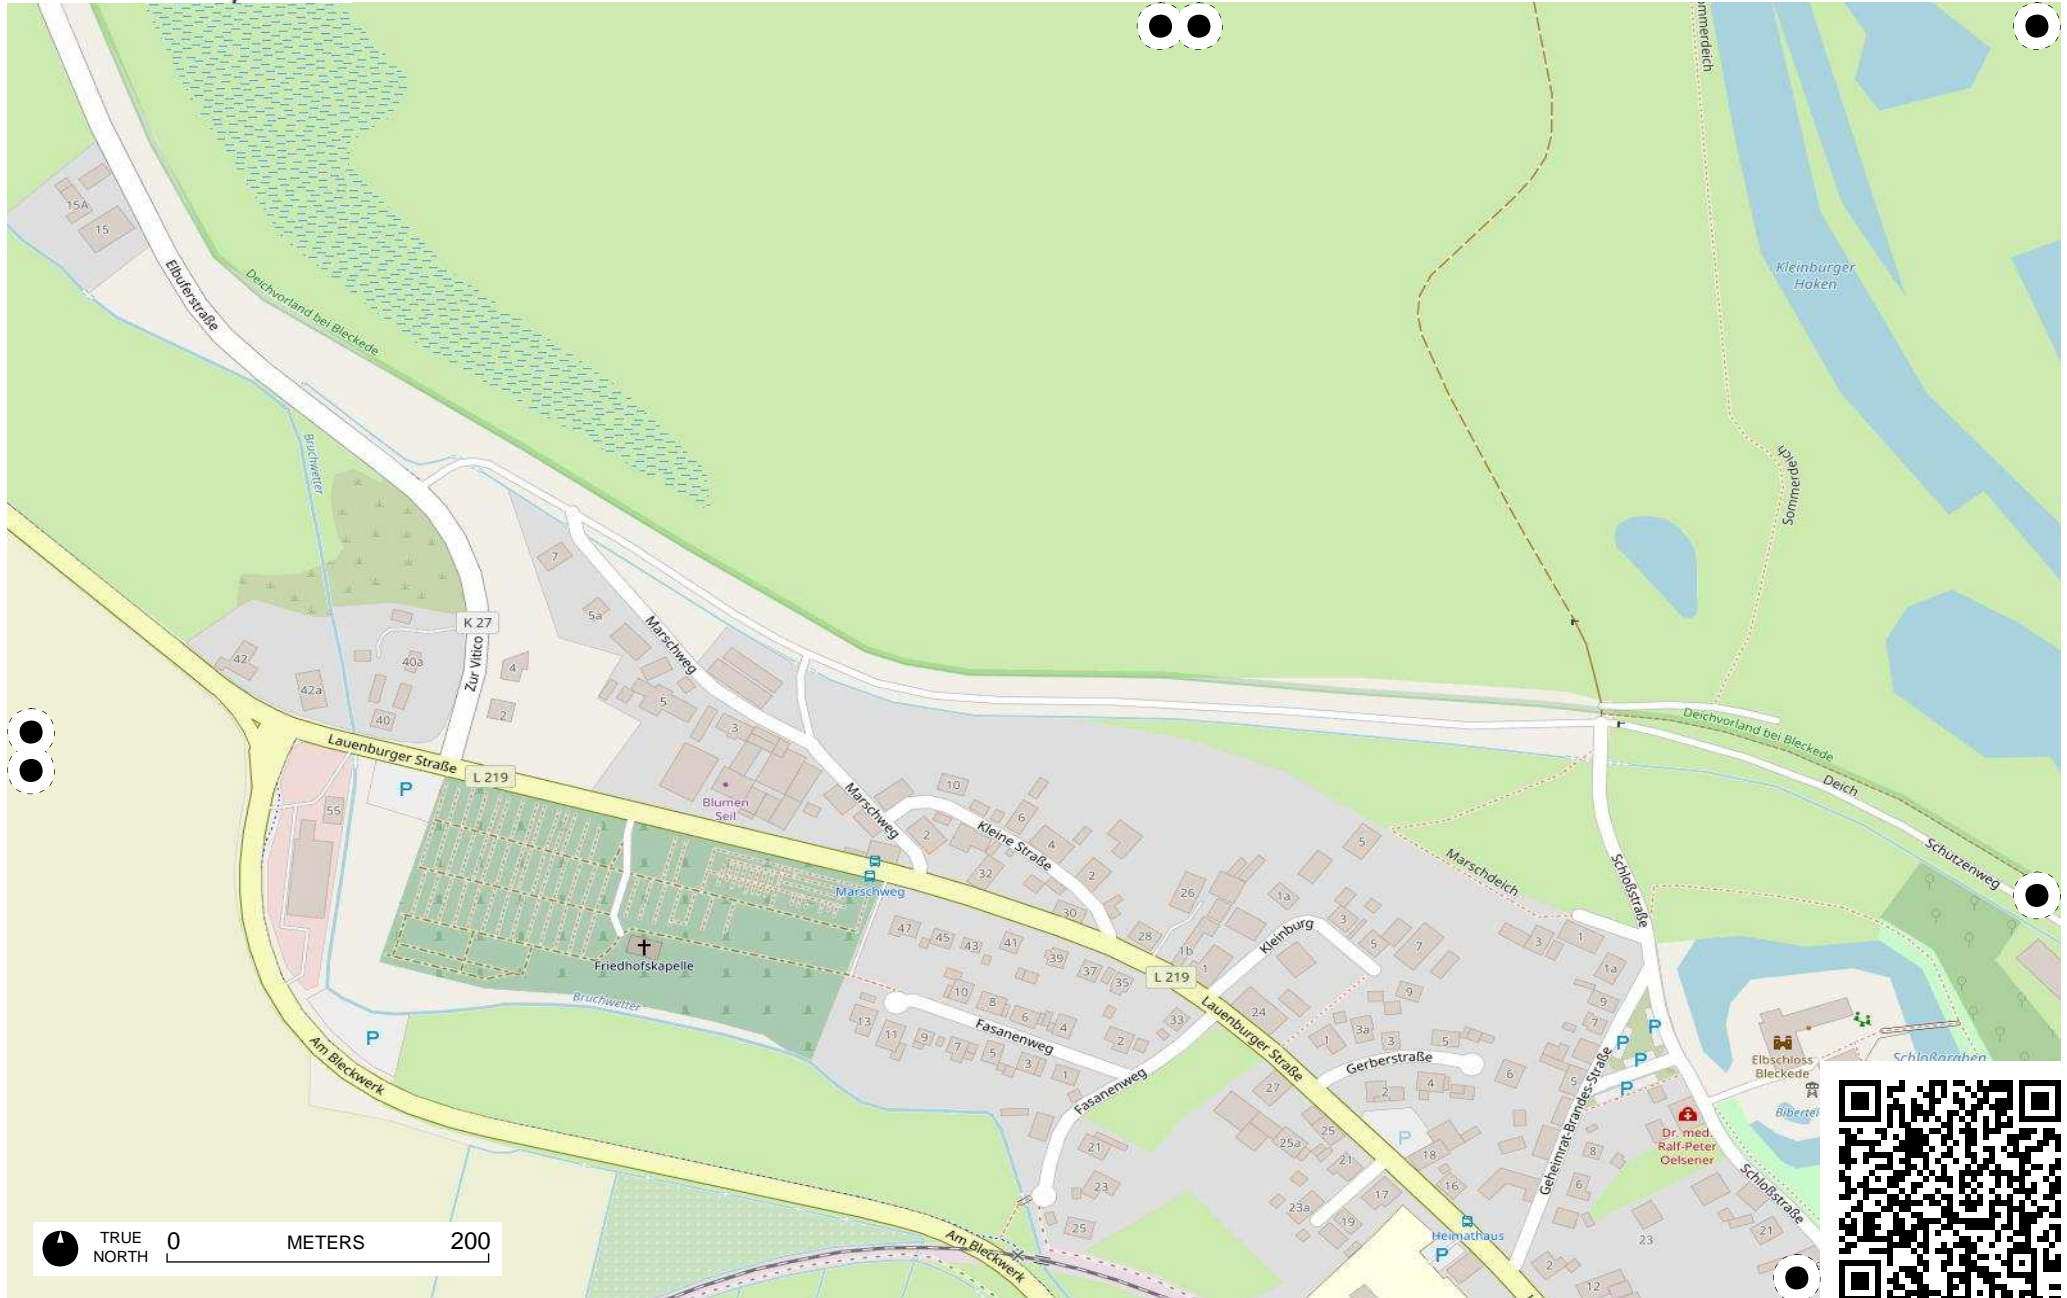 ommerdeich
15A
15
Elbuferstraße
Deichvorland bei Bleckede
Kleinburger
Haken
Bruchwetter
Sommerdeich
7
5a
K 27
Marschweg
42
40a
Zur Vitico
4
42a
40
2
5
3
Lauenburger Straße
L 219
P
55
Blumen
Seil
Marschweg
10
6
Kleine Straße
2
4
2
32
30
Marschweg
Deichvorland bei Bleckede
Deich
Schützenweg
Schloßstraße
Marschdeich
5
26
1a
3
5
7
Kleinburg
28
1b
1
L 219
3
1
1a
9
7
47
45
43
41
39
37
35
33
Friedhofskapelle
Bruchwetter
10
8
6
4
2
13
11
9
7
5
3
1
Fasanenweg
Fasanenweg
24
Lauenburger Straße
9
1
3a
3
5
Gerberstraße
2
4
6
5
P
P
P
P
Geheimrat-Brandes-Straße
Elbschloss
Bleckede
Schloßgraben
Dr. med.
Ralf-Peter
Oelsener
P
Am Bleckwerk
27
25a
25
21
P
18
16
17
19
23a
21
23
25
8
6
23
21
2
12
Schloßstraße
Heimathaus
P
Am Bleckwerk
TRUE
NORTH
0
METERS
200